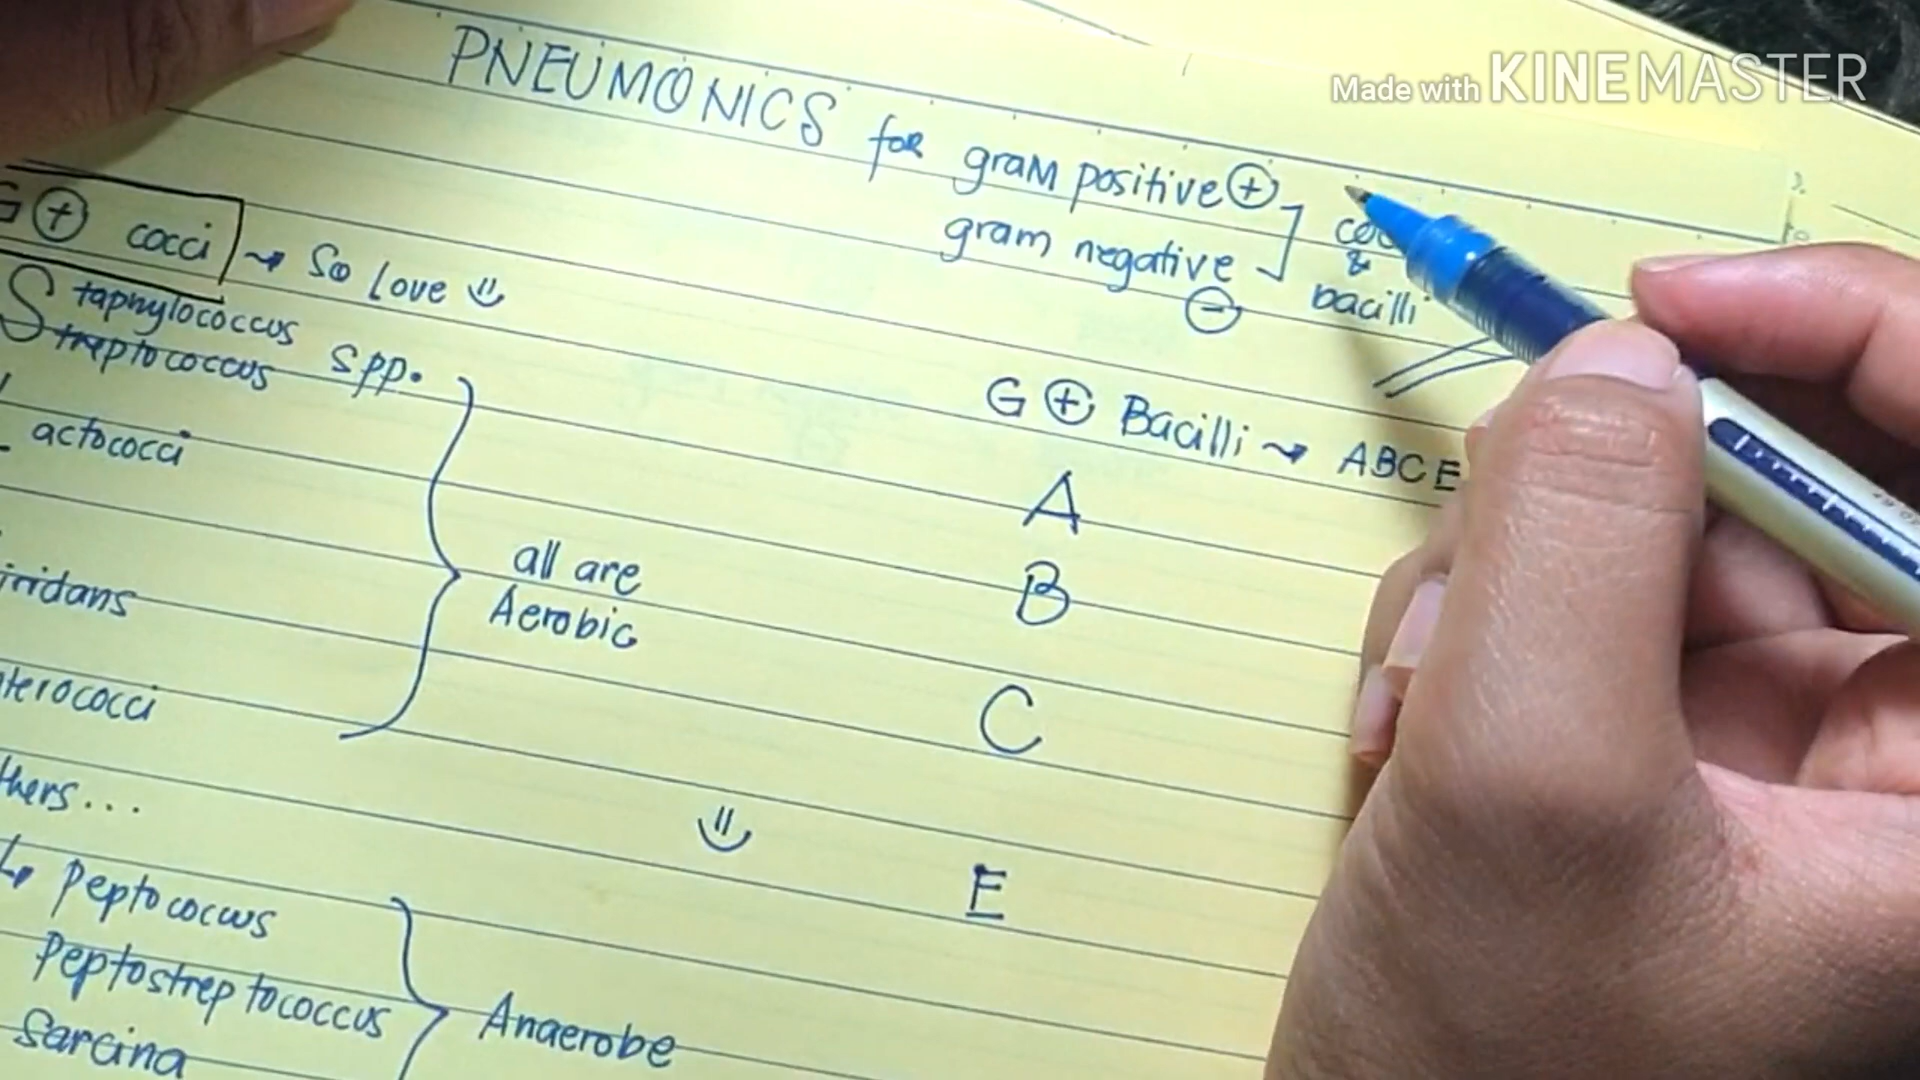 Made with KINEMASTER
PNEUMONICS for gram positive +
gram negative -
&
bacilli
G + cocci → So Love
Staphylococcus
Streptococcus spp.
actococci
iridans
terococci
thers...
all are
Aerobic
↳ Peptococcus
Peptostreptococcus
Sarcina
Anaerobe
G + Bacilli → ABCE
A
B
C
E